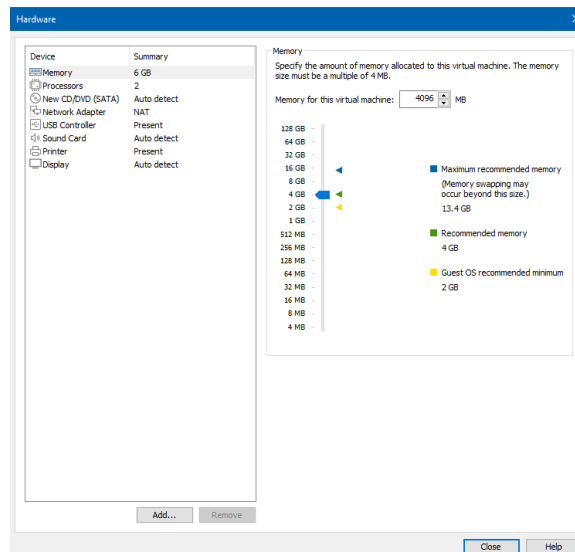 Hardware
Device Summary
Memory 6 GB
Processors 2
New CD/DVD (SATA) Auto detect
Network Adapter NAT
USB Controller Present
Sound Card Auto detect
Printer Present
Display Auto detect
Add... Remove
Memory
Specify the amount of memory allocated to this virtual machine. The memory
size must be a multiple of 4 MB.
Memory for this virtual machine: 4096 MB
128 GB
64 GB
32 GB
16 GB
8 GB
4 GB
2 GB
1 GB
512 MB
256 MB
128 MB
64 MB
32 MB
16 MB
8 MB
4 MB
Maximum recommended memory
(Memory swapping may
occur beyond this size.)
13.4 GB
Recommended memory
4 GB
Guest OS recommended minimum
2 GB
Close Help